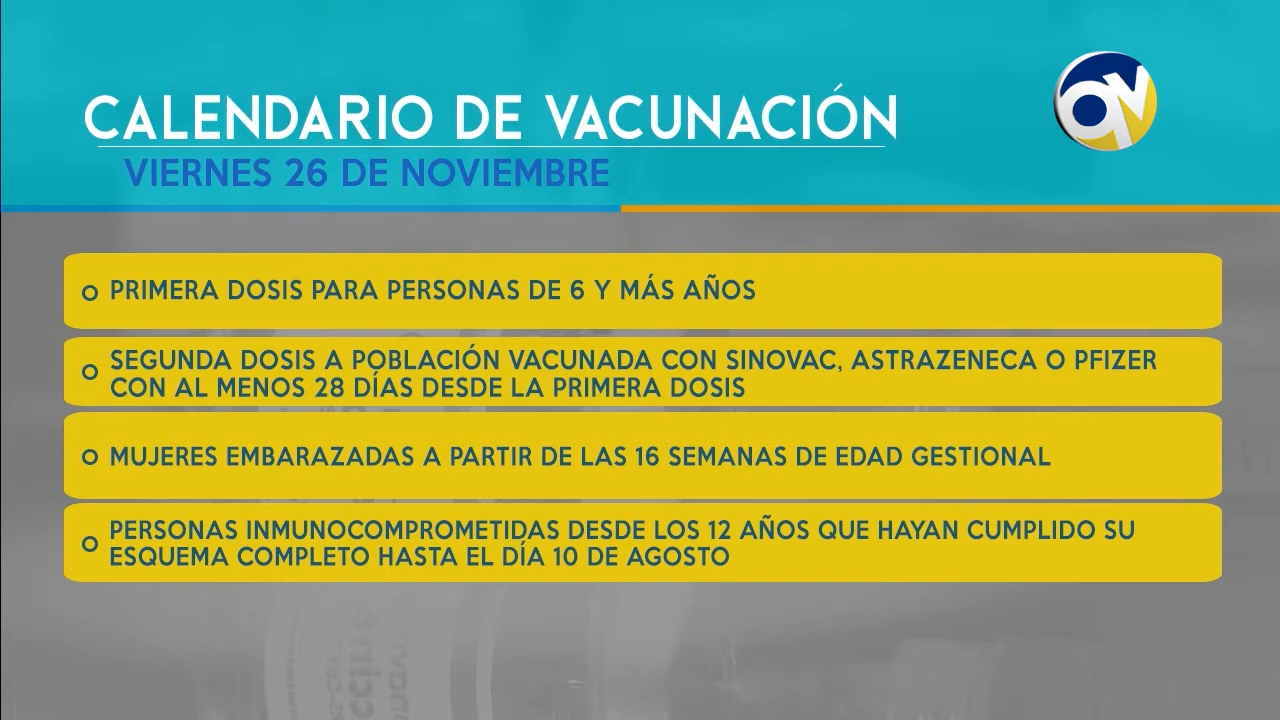 CALENDARIO DE VACUNACIÓN
VIERNES 26 DE NOVIEMBRE
PRIMERA DOSIS PARA PERSONAS DE 6 Y MÁS AÑOS
SEGUNDA DOSIS A POBLACIÓN VACUNADA CON SINOVAC, ASTRAZENECA O PFIZER
CON AL MENOS 28 DÍAS DESDE LA PRIMERA DOSIS
MUJERES EMBARAZADAS A PARTIR DE LAS 16 SEMANAS DE EDAD GESTIONAL
PERSONAS INMUNOCOMPROMETIDAS DESDE LOS 12 AÑOS QUE HAYAN CUMPLIDO SU
ESQUEMA COMPLETO HASTA EL DÍA 10 DE AGOSTO